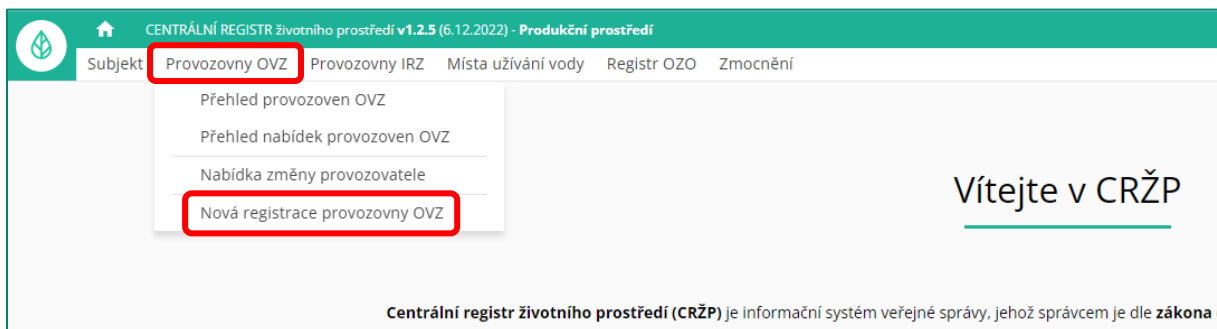 CENTRÁLNÍ REGISTR životního prostředí v1.2.5 (6.12.2022) - Produkční prostředí
Subjekt Provozovny OVZ Provozovny IRZ Místa užívání vody Registr OZO Zmocnění
Přehled provozoven OVZ
Přehled nabídek provozoven OVZ
Nabídka změny provozovatele
Nová registrace provozovny OVZ
Vítejte v CRŽP
Centrální registr životního prostředí (CRŽP) je informační systém veřejné správy, jehož správcem je dle zákona